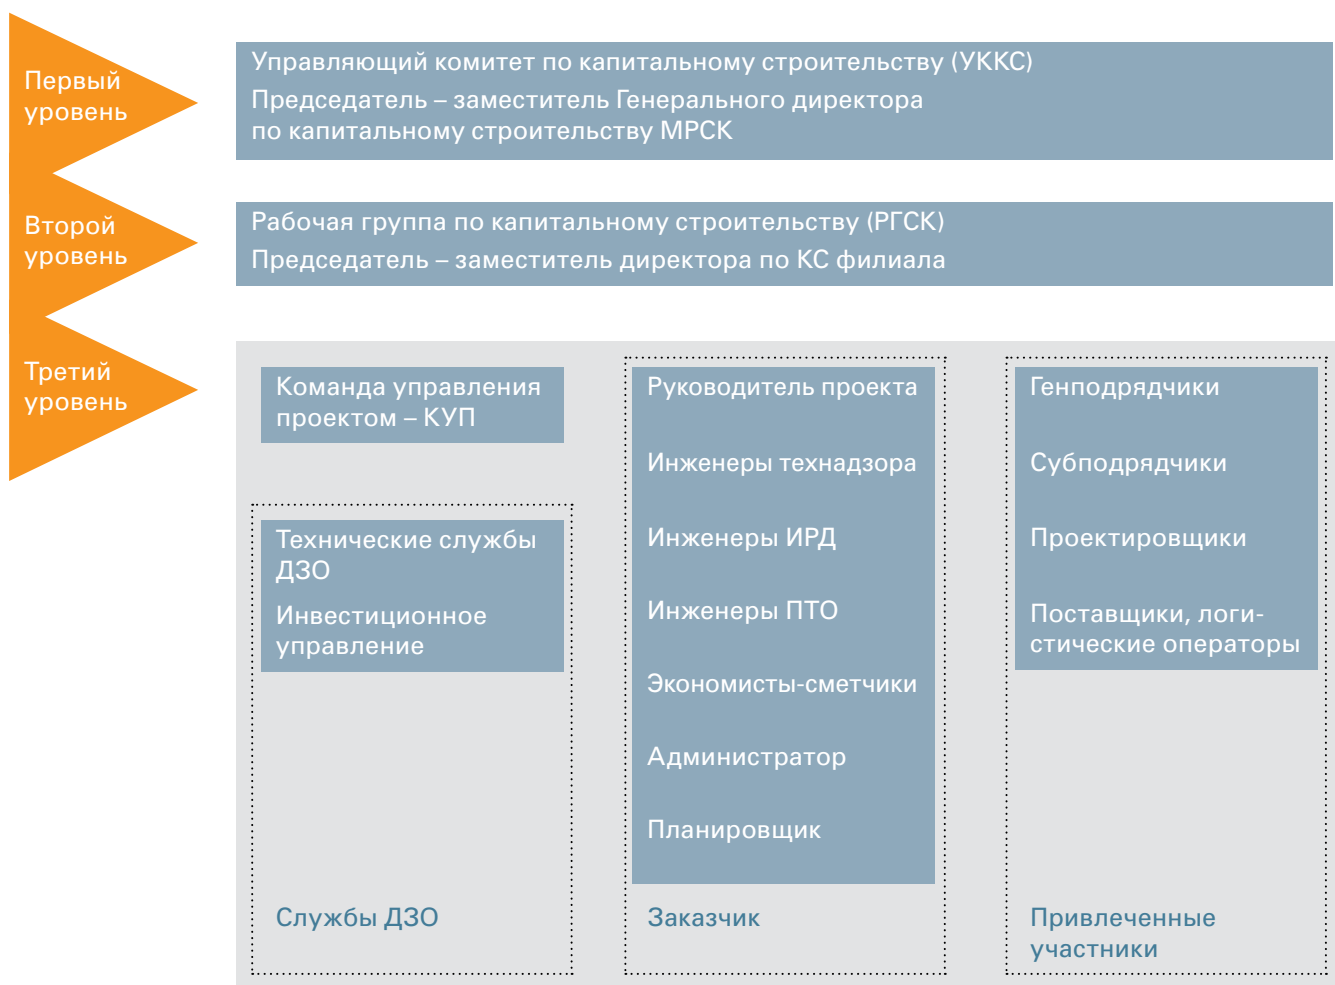 Первый
уровень
Управляющий комитет по капитальному строительству (УККС)
Председатель – заместитель Генерального директора
по капитальному строительству МРСК
Второй
уровень
Рабочая группа по капитальному строительству (РГСК)
Председатель – заместитель директора по КС филиала
Третий
уровень
Команда управления
проектом – КУП
Технические службы
ДЗО
Инвестиционное
управление
Службы ДЗО
Руководитель проекта
Инженеры технадзора
Инженеры ИРД
Инженеры ПТО
Экономисты-сметчики
Администратор
Планировщик
Заказчик
Генподрядчики
Субподрядчики
Проектировщики
Поставщики, логи-
стические операторы
Привлеченные
участники